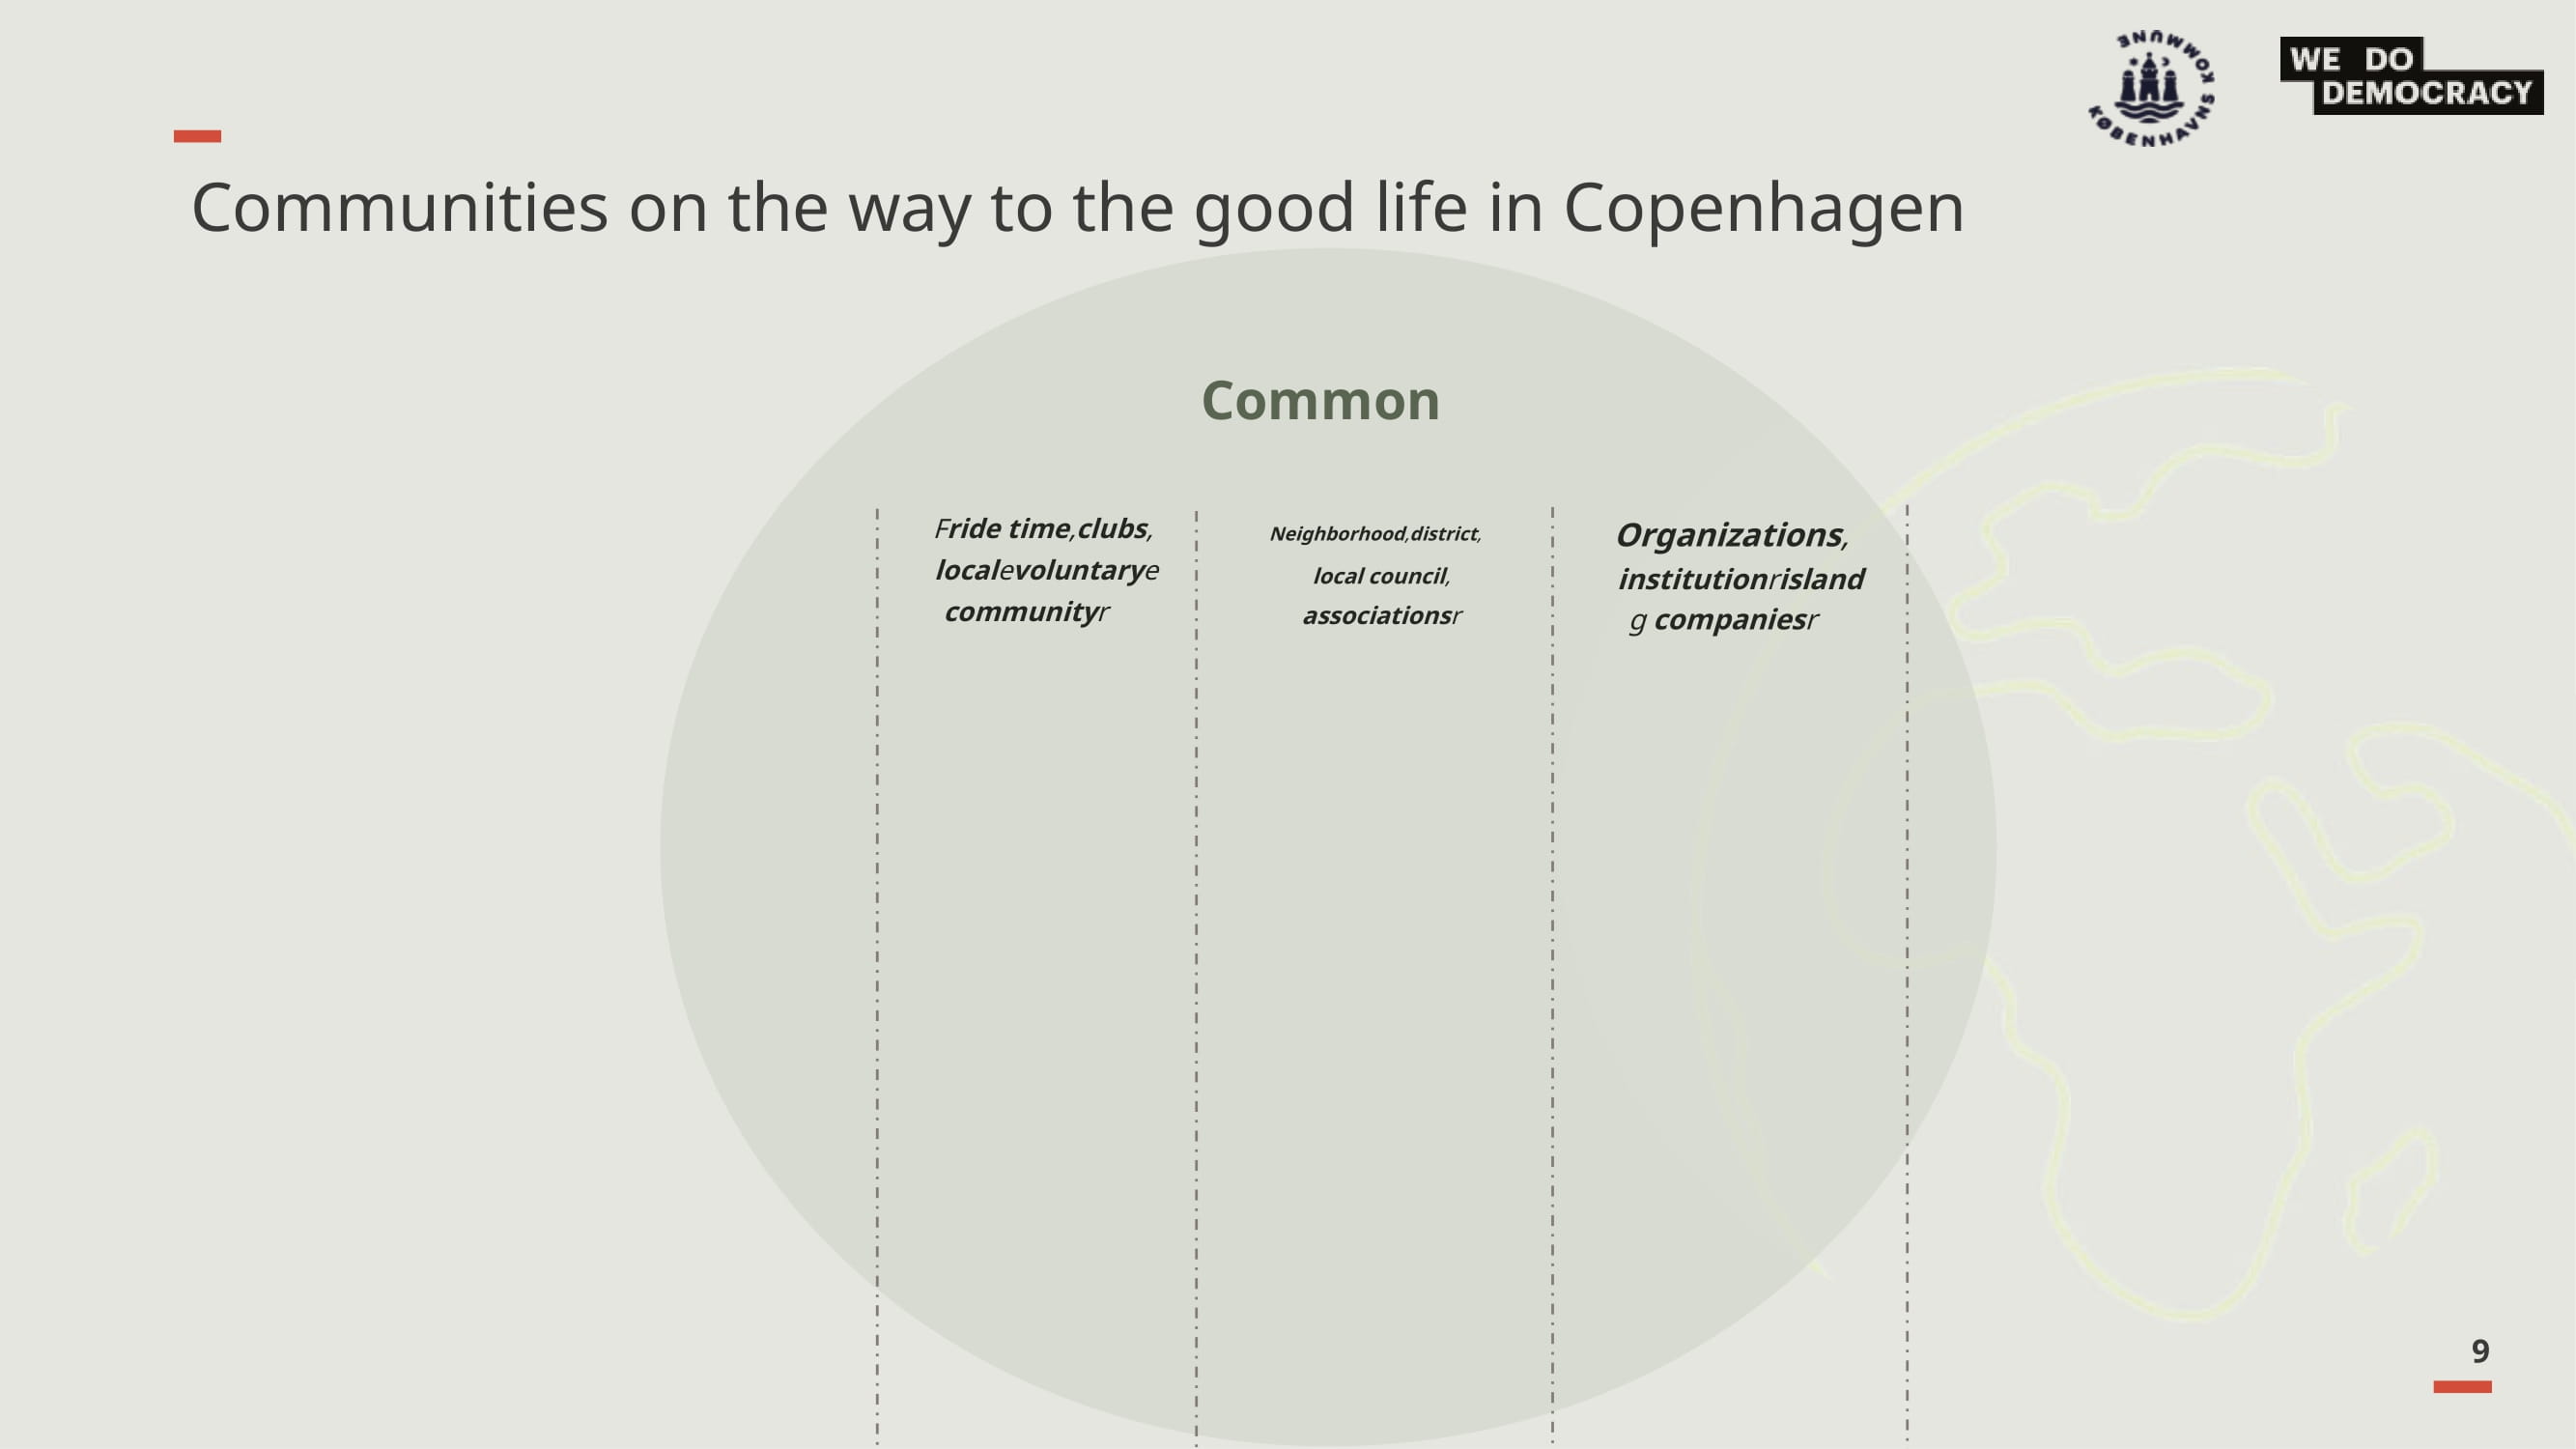 KØBENHAVNS KOMMUNE
WE DO
DEMOCRACY
Communities on the way to the good life in Copenhagen
Common
Fride time,clubs,
localevoluntarye
communityr
Neighborhood,district,
local council,
associationsr
Organizations,
institutionrisland
g companiesr
9